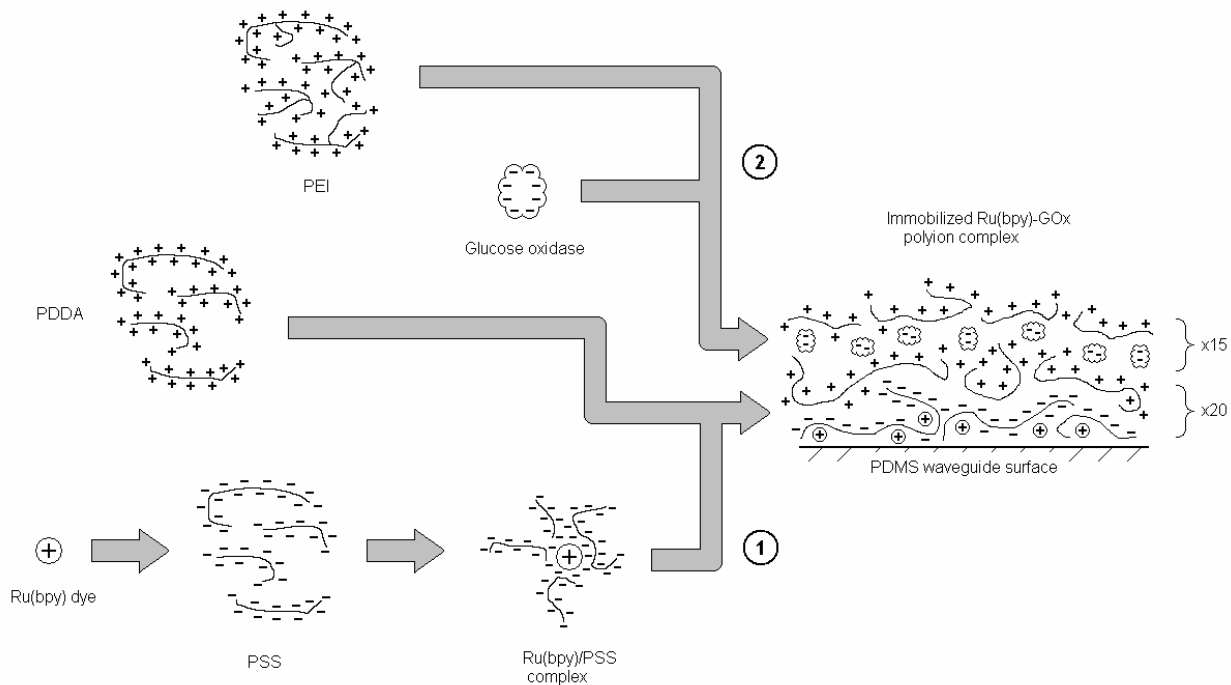 PEI
2
Glucose oxidase
Immobilized Ru(bpy)-GOx
polyion complex
PDDA
x15
x20
PDMS waveguide surface
1
Ru(bpy) dye
PSS
Ru(bpy)/PSS
complex